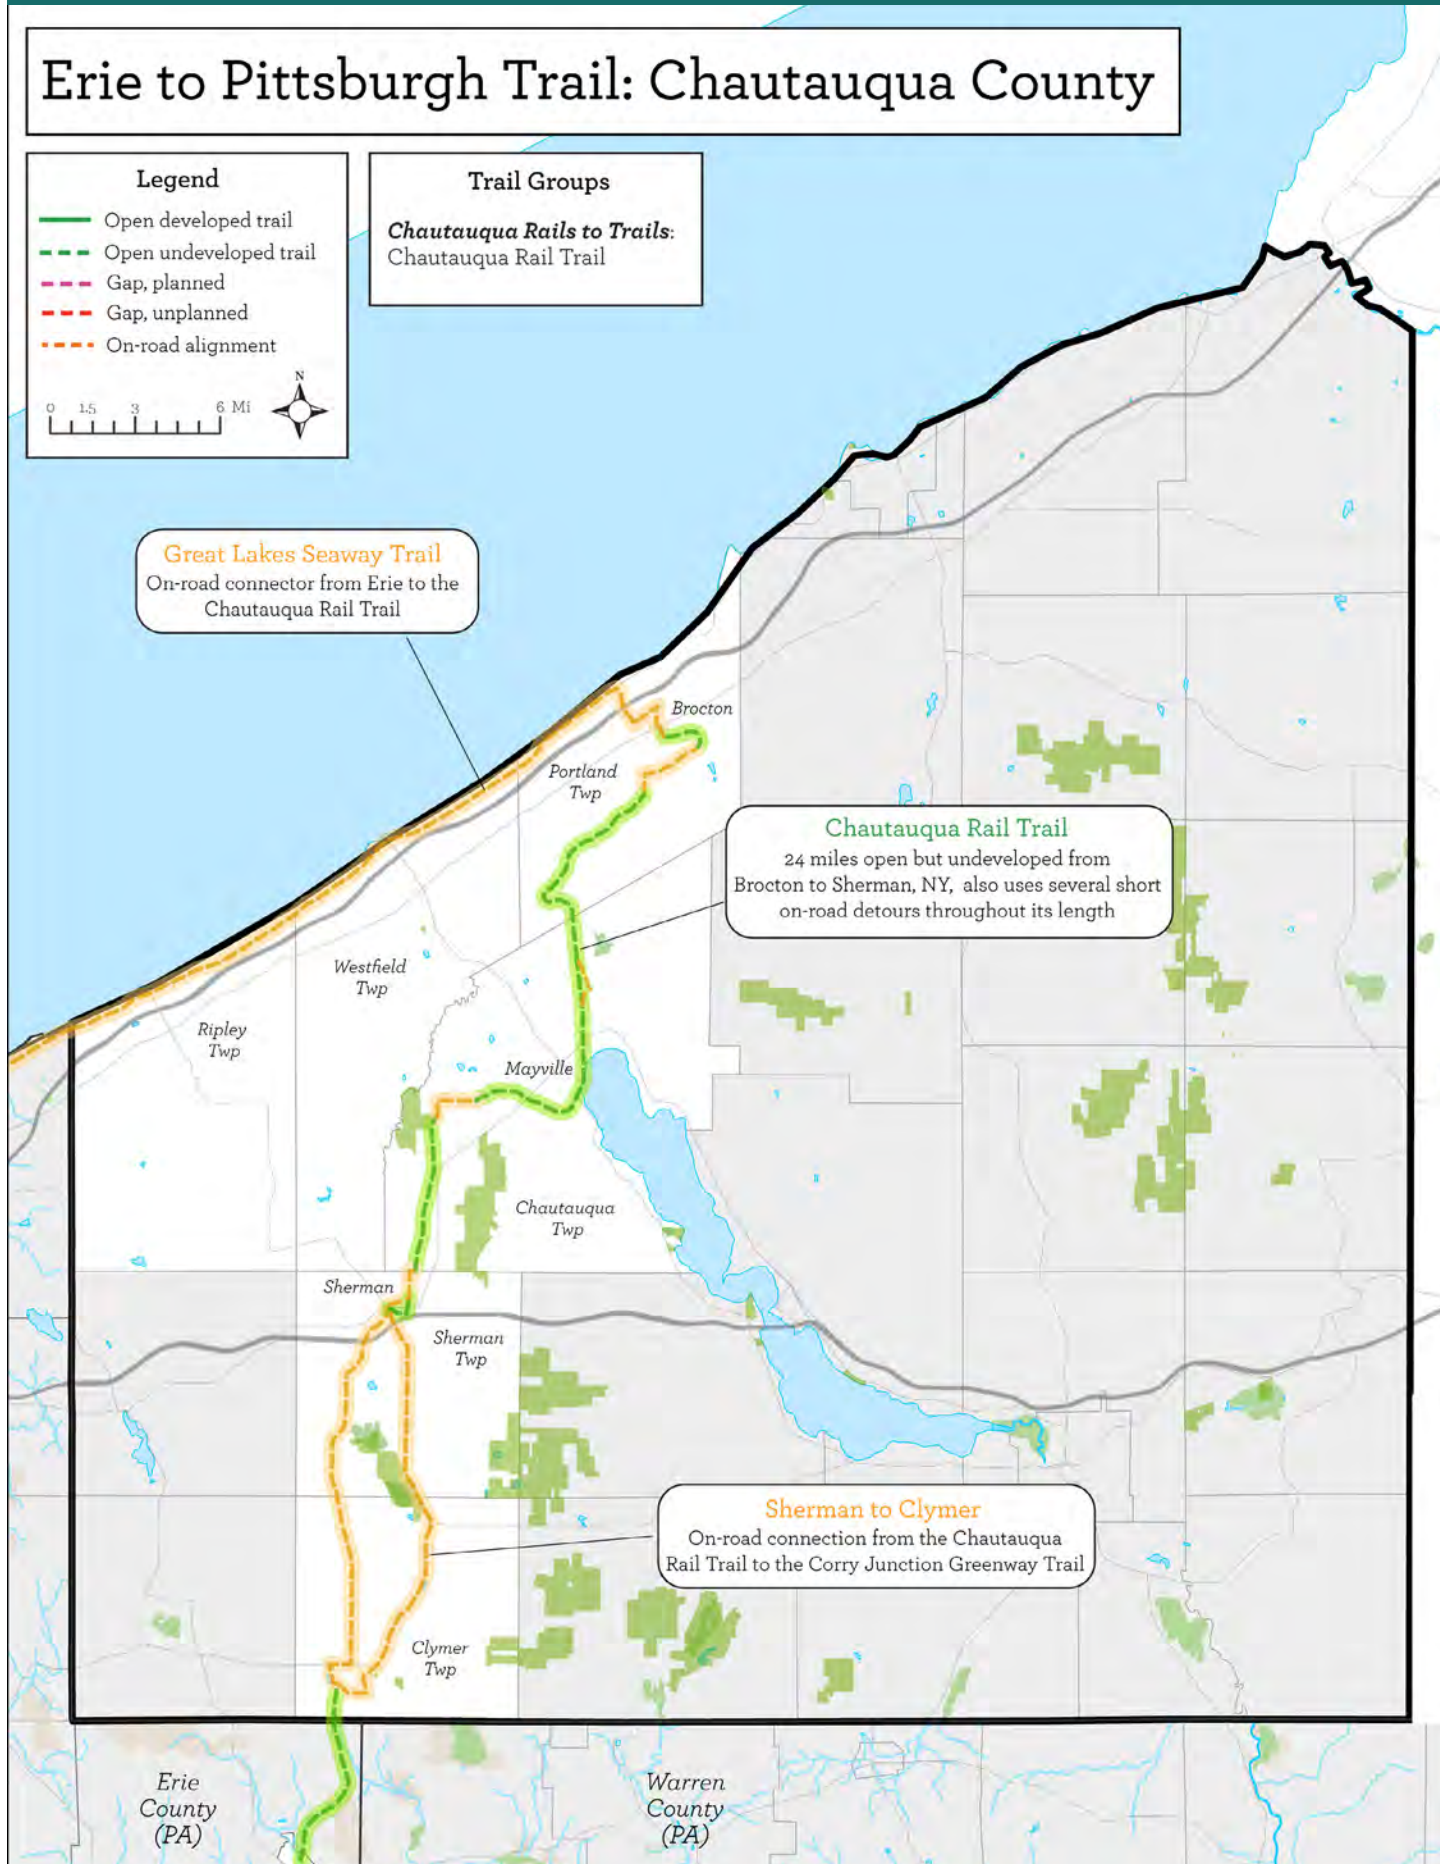 Erie to Pittsburgh Trail: Chautauqua County
Legend
Open developed trail
Open undeveloped trail
Gap, planned
Gap, unplanned
On-road alignment
0 1.5 3 6 Mi
N
Trail Groups
Chautauqua Rails to Trails:
Chautauqua Rail Trail
Great Lakes Seaway Trail
On-road connector from Erie to the
Chautauqua Rail Trail
Brocton
Portland
Twp
Chautauqua Rail Trail
24 miles open but undeveloped from
Brocton to Sherman, NY, also uses several short
on-road detours throughout its length
Westfield
Twp
Ripley
Twp
Mayville
Chautauqua
Twp
Sherman
Sherman
Twp
Sherman to Clymer
On-road connection from the Chautauqua
Rail Trail to the Corry Junction Greenway Trail
Clymer
Twp
Erie
County
(PA)
Warren
County
(PA)